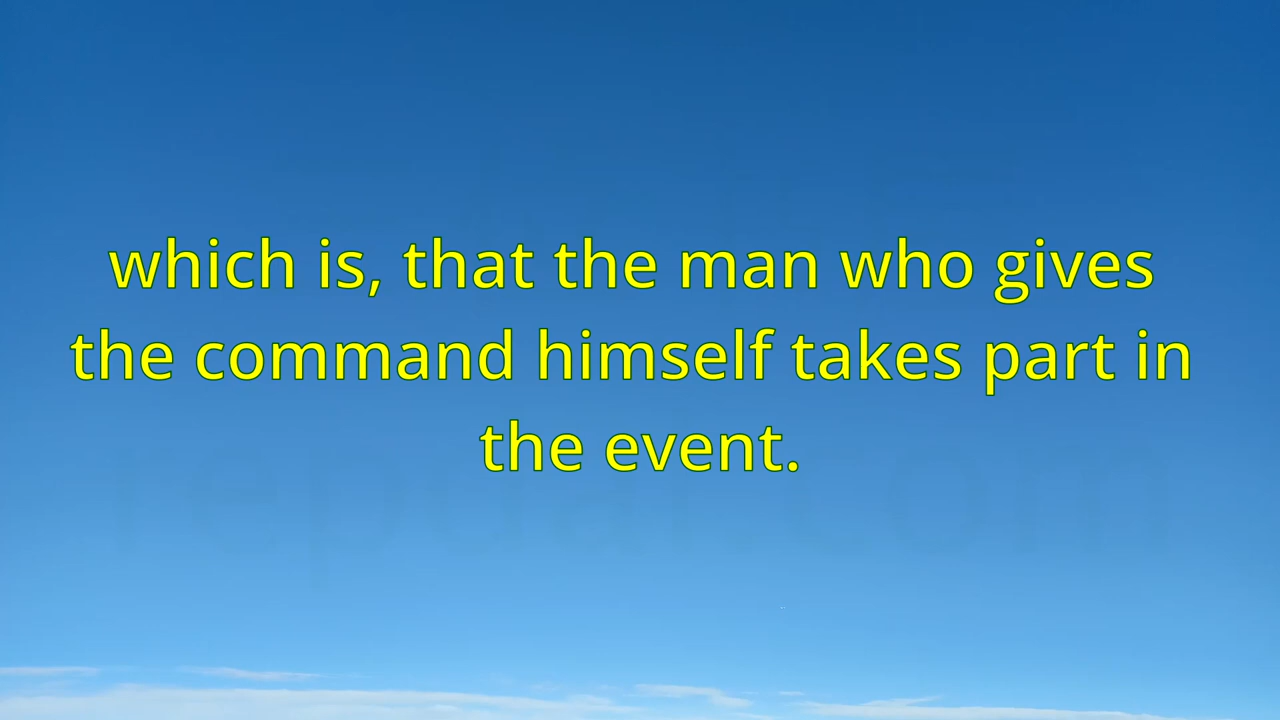 which is, that the man who gives
the command himself takes part in
the event.